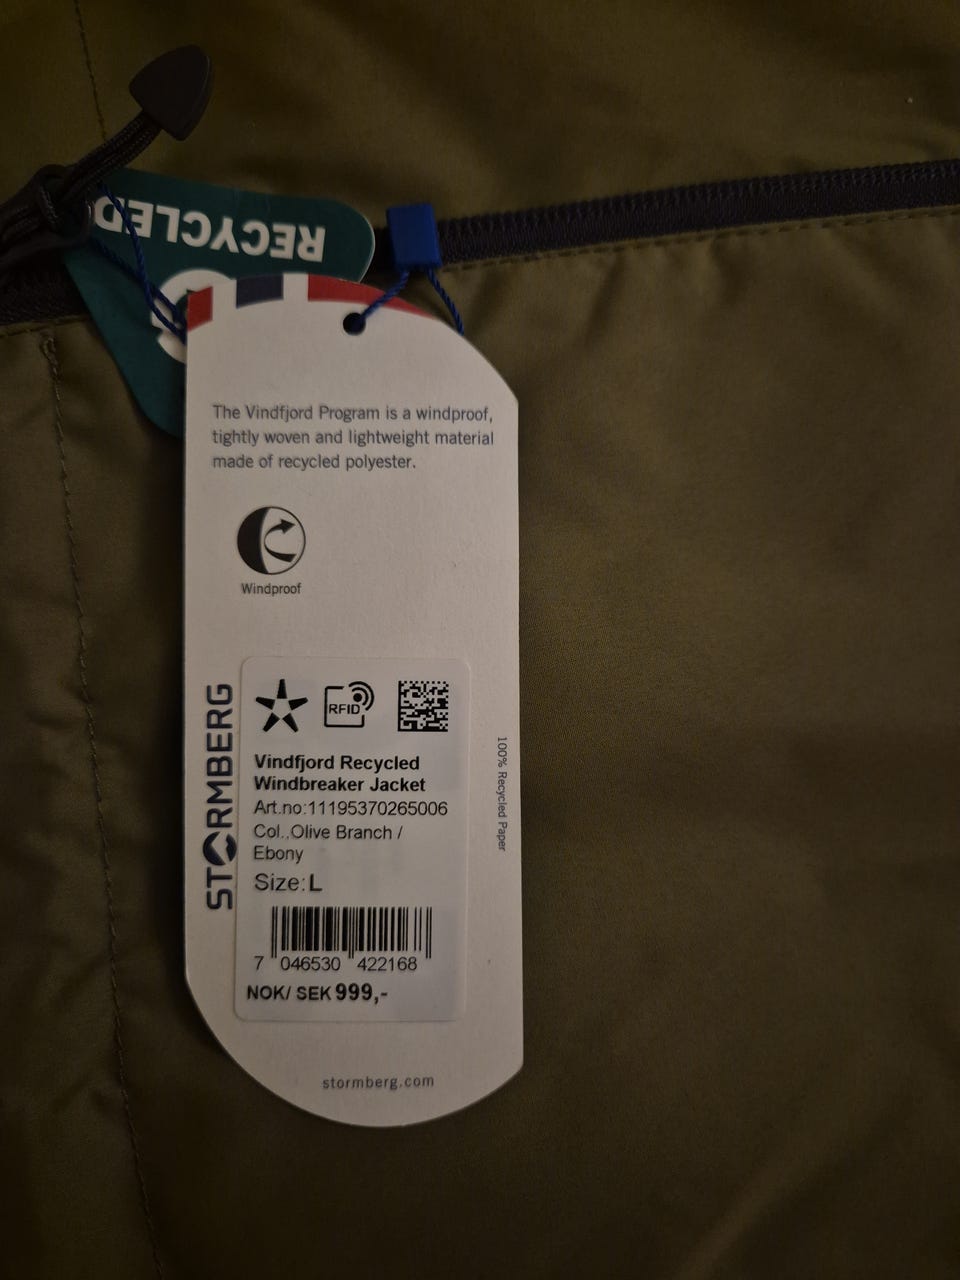 RECYCLED
The Vindfjord Program is a windproof,
tightly woven and lightweight material
made of recycled polyester.
Windproof
STORMBERG
RFID
Vindfjord Recycled
Windbreaker Jacket
Art.no:11195370265006
Col.,Olive Branch /
Ebony
Size:L
7 046530 422168
NOK/ SEK 999,-
100% Recycled Paper
stormberg.com